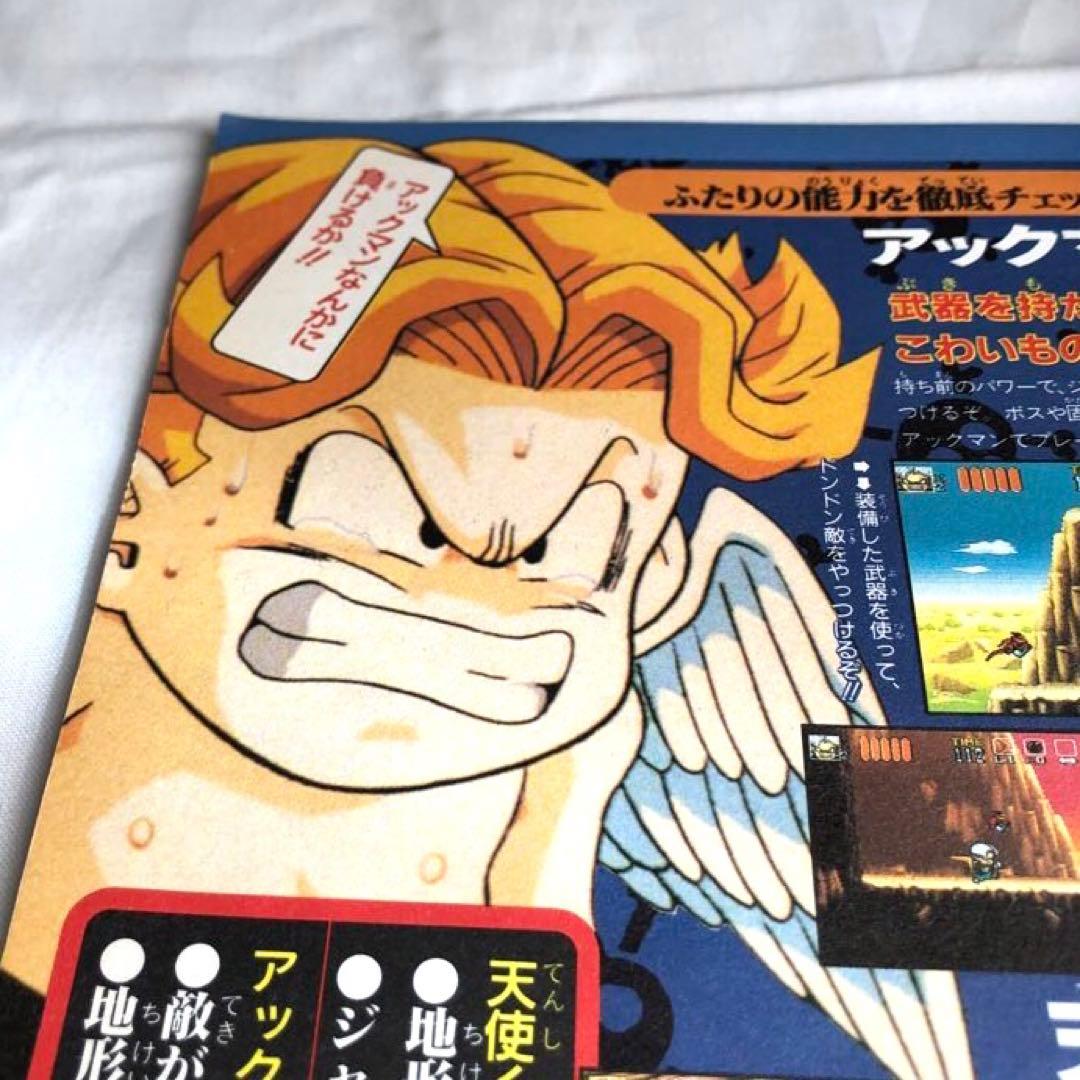 アックマンなんかに
負けるか!!
ふたりの能力を徹底チェッ
アックマ
武器を持
こわいもの
持ち前のパワーで、ジ
つけるぞ。ボスや固
アックマンでプレー
➡⬇装備した武器を使って、
ドンドン敵をやっつけるぞ!!
TIME
112
天使く
●地形
●ジャ
アック
●敵が
●地形